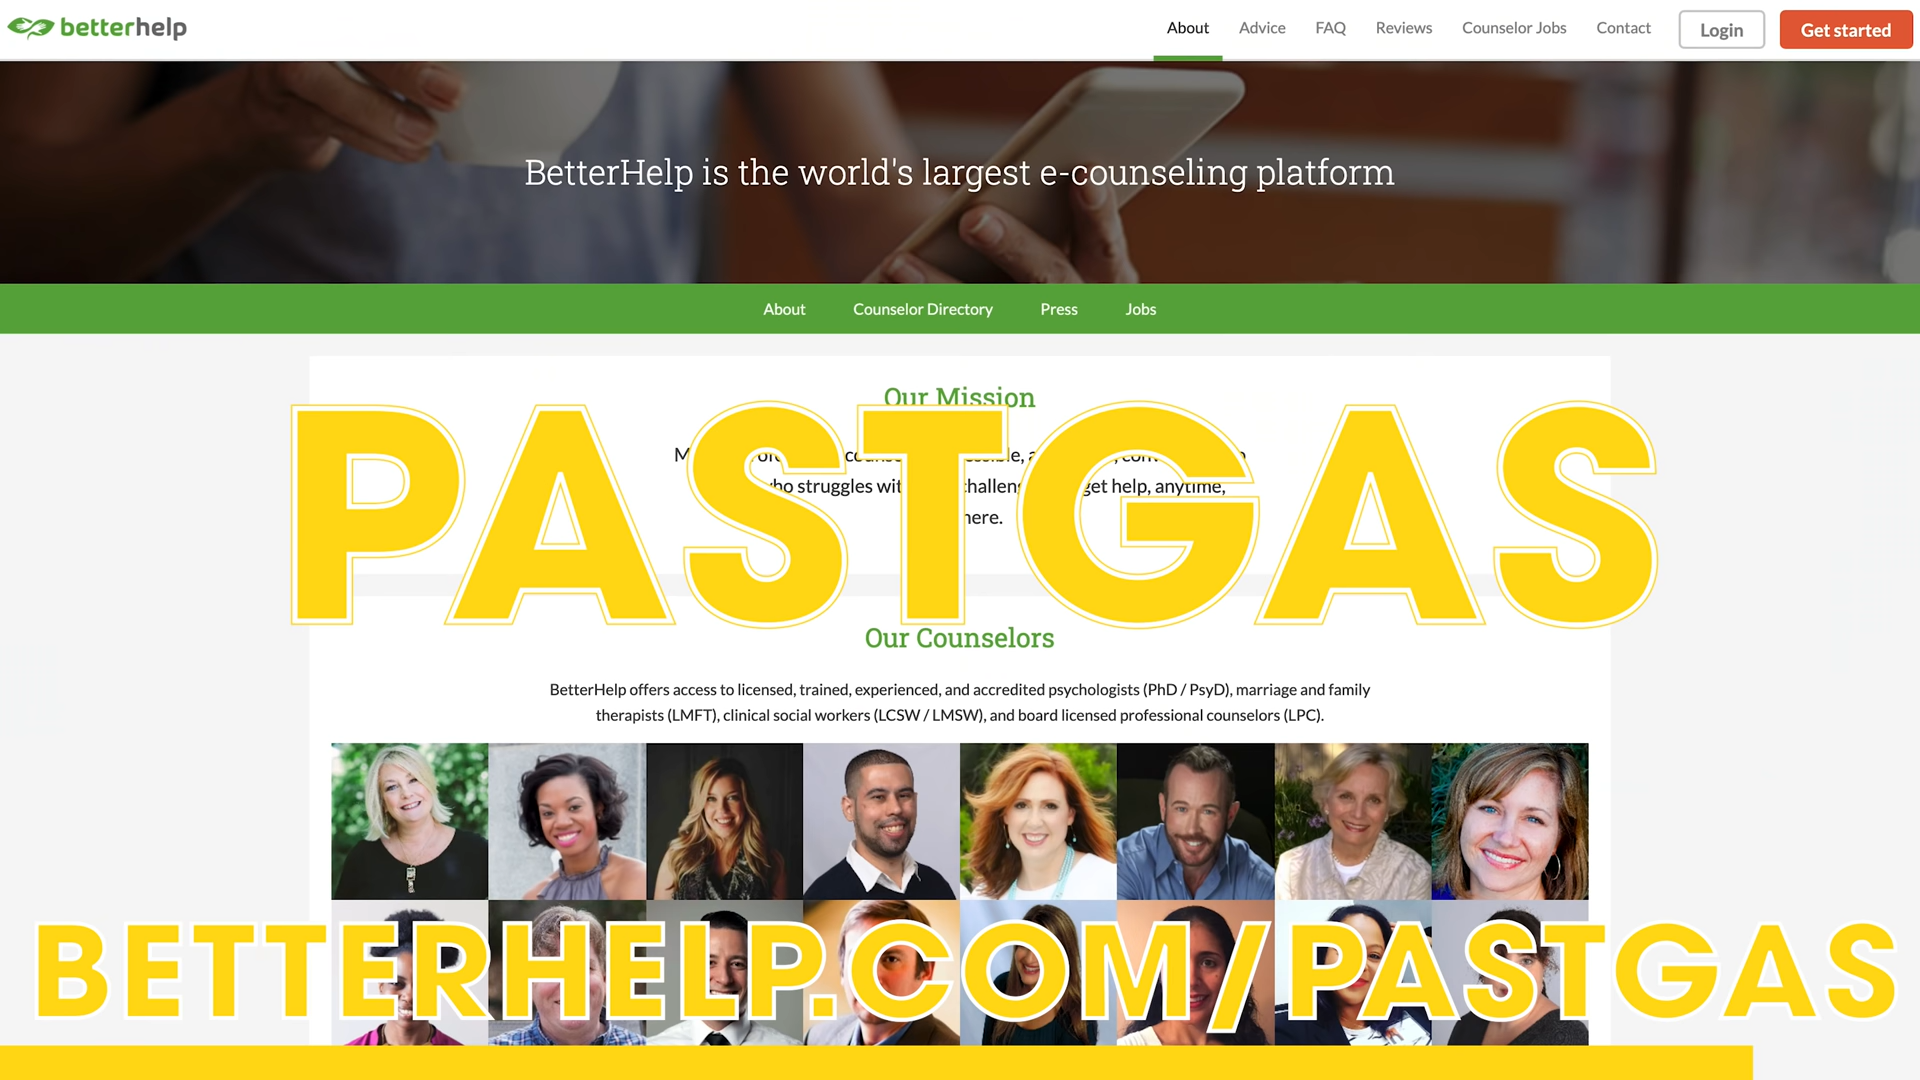 betterhelp
About Advice FAQ Reviews Counselor Jobs Contact Login Get started
BetterHelp is the world's largest e-counseling platform
About Counselor Directory Press Jobs
Our Mission
PASTGAS
struggles get help, anytime,
Our Counselors
BetterHelp offers access to licensed, trained, experienced, and accredited psychologists (PhD / PsyD), marriage and family
therapists (LMFT), clinical social workers (LCSW / LMSW), and board licensed professional counselors (LPC).
BETTERHELP.COM/PASTGAS